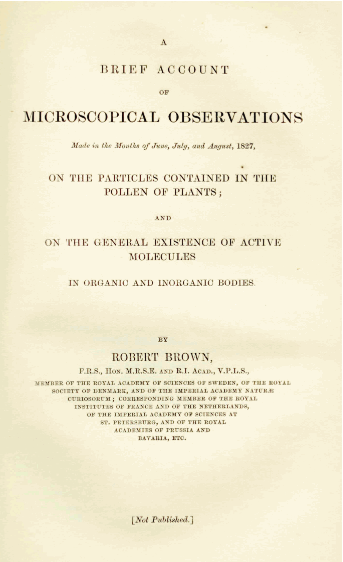 A
BRIEF ACCOUNT
OF
MICROSCOPICAL OBSERVATIONS
Made in the Months of June, July, and August, 1827,
ON THE PARTICLES CONTAINED IN THE
POLLEN OF PLANTS;
AND
ON THE GENERAL EXISTENCE OF ACTIVE
MOLECULES
IN ORGANIC AND INORGANIC BODIES
BY
ROBERT BROWN,
F.R.S., HON. M.R.S.E. AND R.I. ACAD., V.P.L.S.,
MEMBER OF THE ROYAL ACADEMY OF SCIENCES OF SWEDEN, OF THE ROYAL
SOCIETY OF DENMARK, AND OF THE IMPERIAL ACADEMY NATURÆ
CURIOSORUM; CORRESPONDING MEMBER OF THE ROYAL
INSTITUTES OF FRANCE AND OF THE NETHERLANDS,
OF THE IMPERIAL ACADEMY OF SCIENCES AT
ST. PETERSBURG, AND OF THE ROYAL
ACADEMIES OF PRUSSIA AND
BAVARIA, ETC.
[Not Published.]